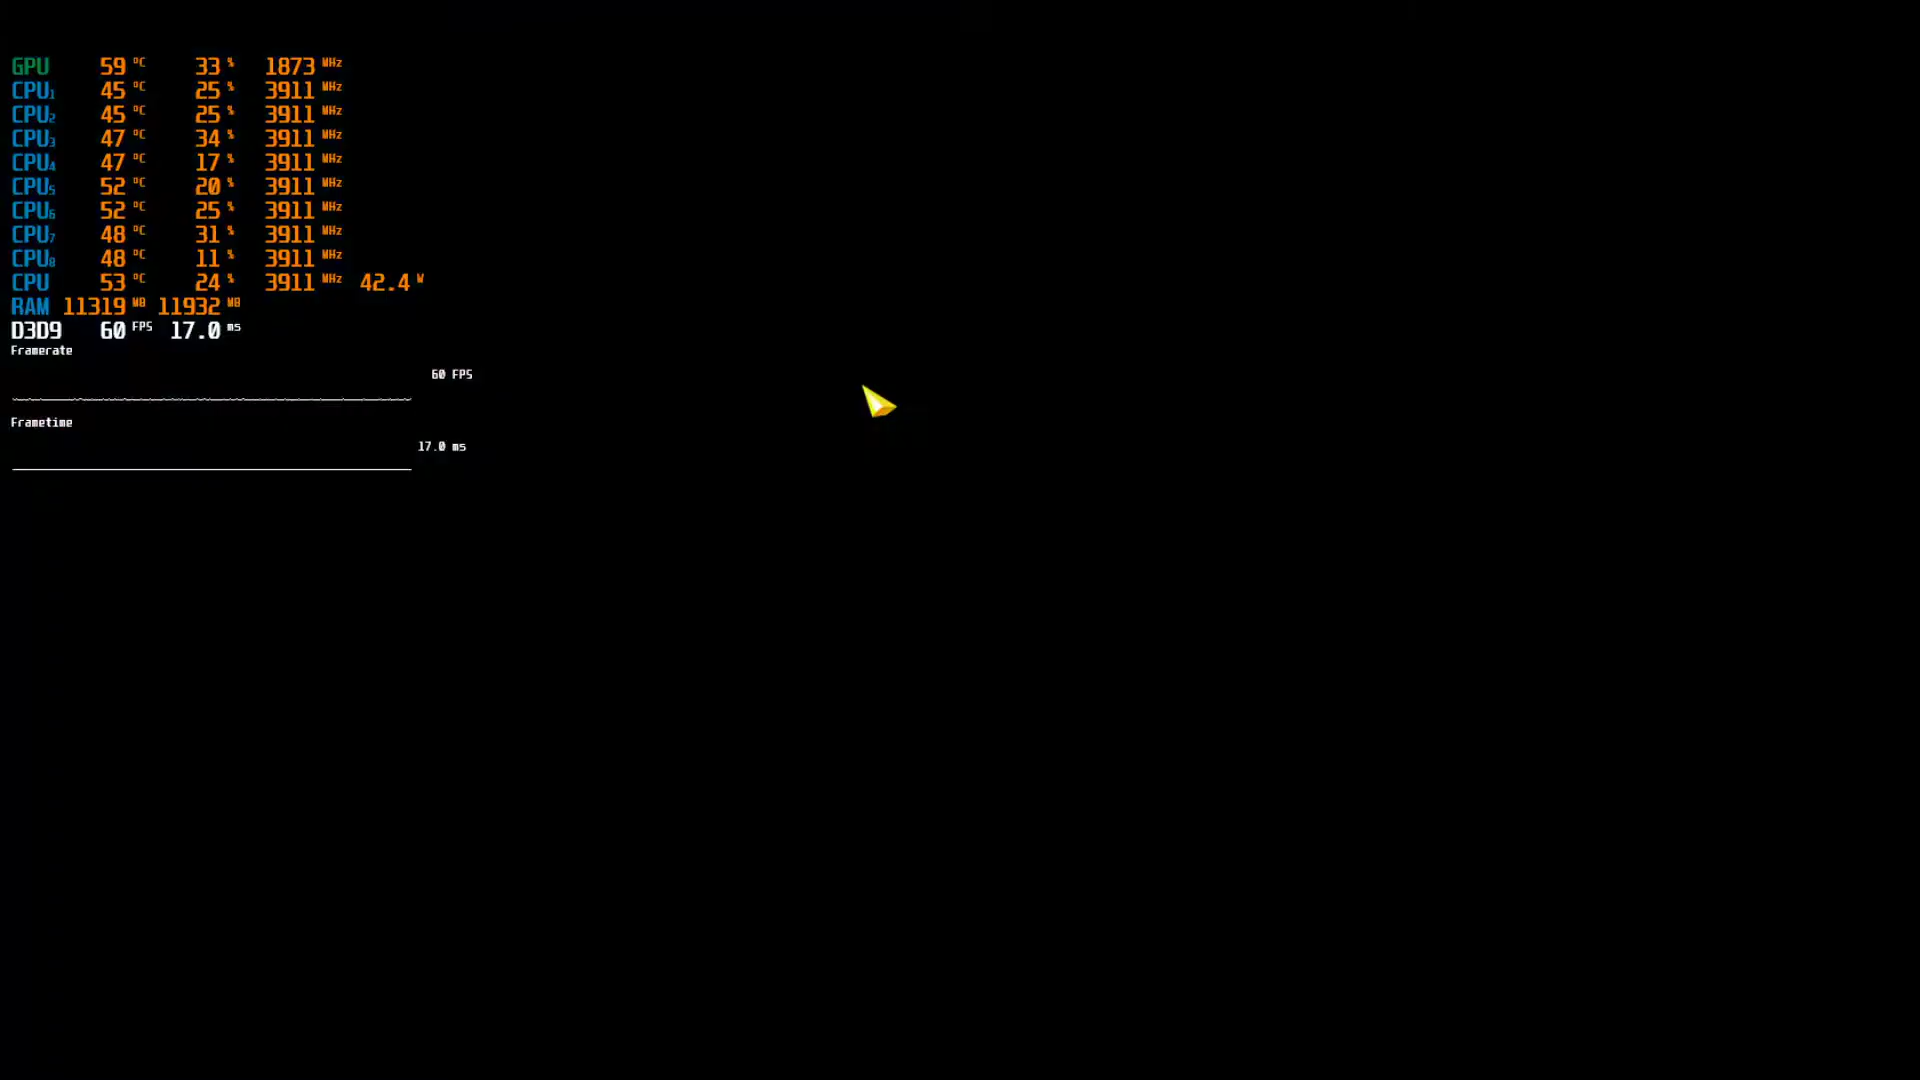 GPU 59 °C 33 % 1873 MHz
CPU1 45 °C 25 % 3911 MHz
CPU2 45 °C 25 % 3911 MHz
CPU3 47 °C 34 % 3911 MHz
CPU4 47 °C 17 % 3911 MHz
CPU5 52 °C 20 % 3911 MHz
CPU6 52 °C 25 % 3911 MHz
CPU7 48 °C 31 % 3911 MHz
CPU8 48 °C 11 % 3911 MHz
CPU 53 °C 24 % 3911 MHz 42.4 W
RAM 11319 MB 11932 MB
D3D9 60 FPS 17.0 ms
Framerate
60 FPS
Frametime
17.0 ms